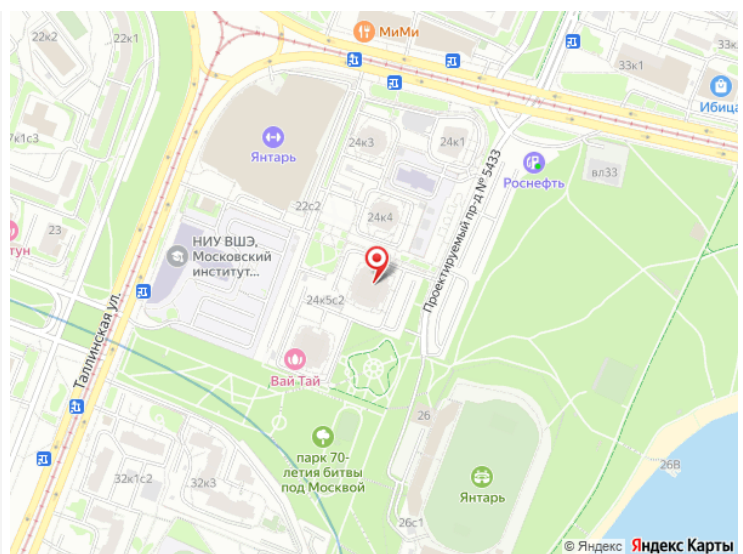 22к2
22к1
МиМи
33к2
33к1
Ибица
7к1с3
Янтарь
24к3
24к1
Роснефть
вл33
22с2
24к4
Проектируемый пр-д № 5433
23
тун
НИУ ВШЭ,
Московский
институт...
24к5с2
Таллинская ул.
Вай Тай
26
парк 70-
летия битвы
под Москвой
32к1с2
32к3
Янтарь
26В
26с1
© Яндекс Яндекс Карты